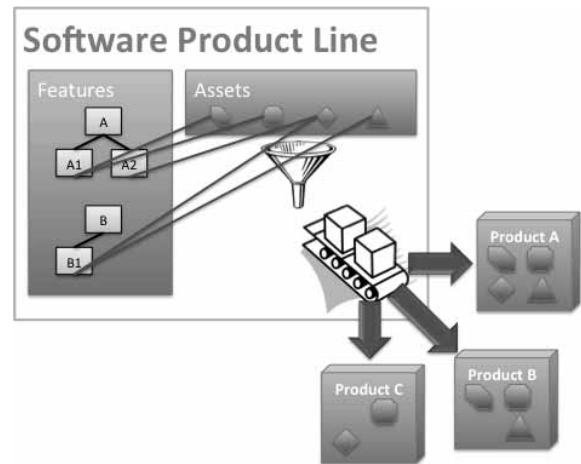 Software Product Line
Features
Assets
A
A1
A2
B
B1
Product A
Product B
Product C